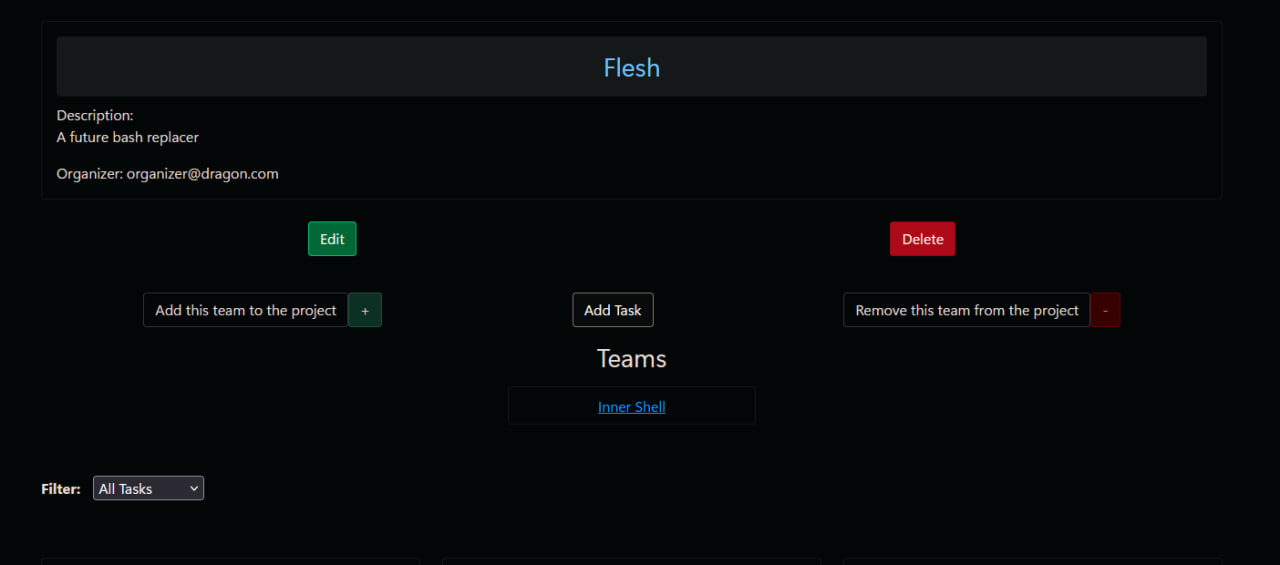 Flesh
Description:
A future bash replacer
Organizer: organizer@dragon.com
Edit
Delete
Add this team to the project +
Add Task
Remove this team from the project -
Teams
Inner Shell
Filter: All Tasks